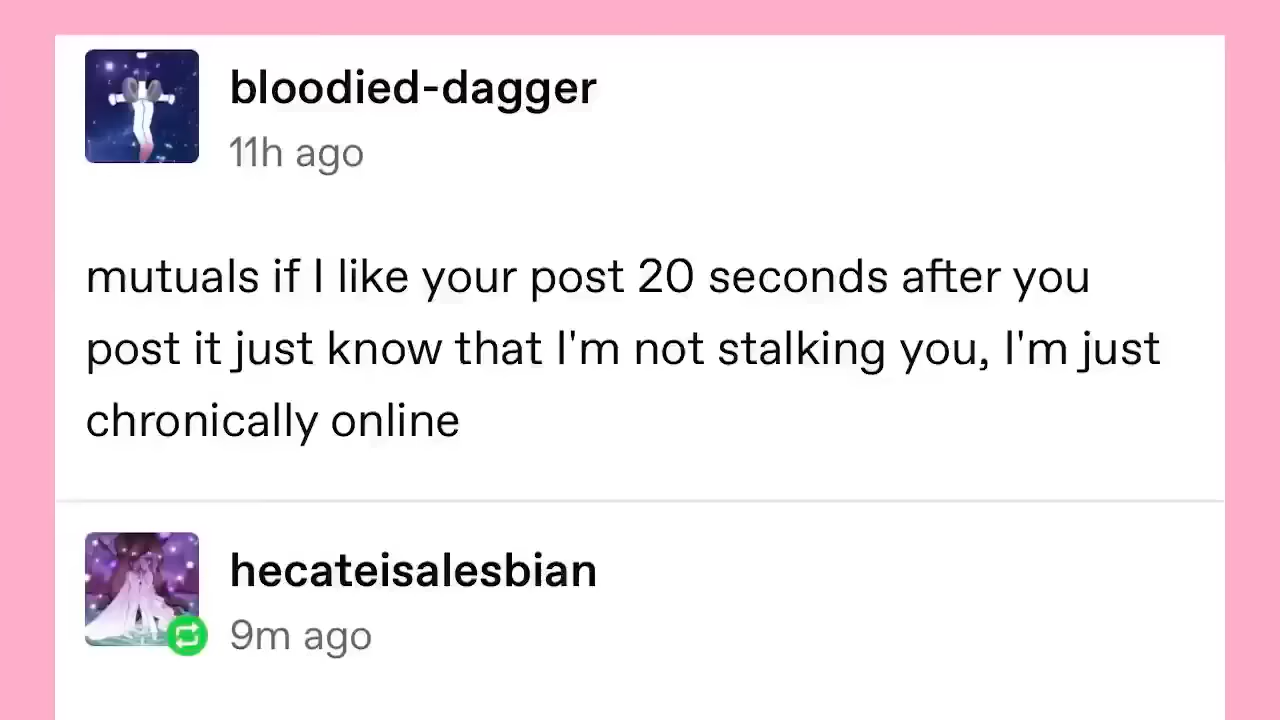 bloodied-dagger
11h ago
mutuals if I like your post 20 seconds after you
post it just know that I'm not stalking you, I'm just
chronically online
hecateisalesbian
9m ago